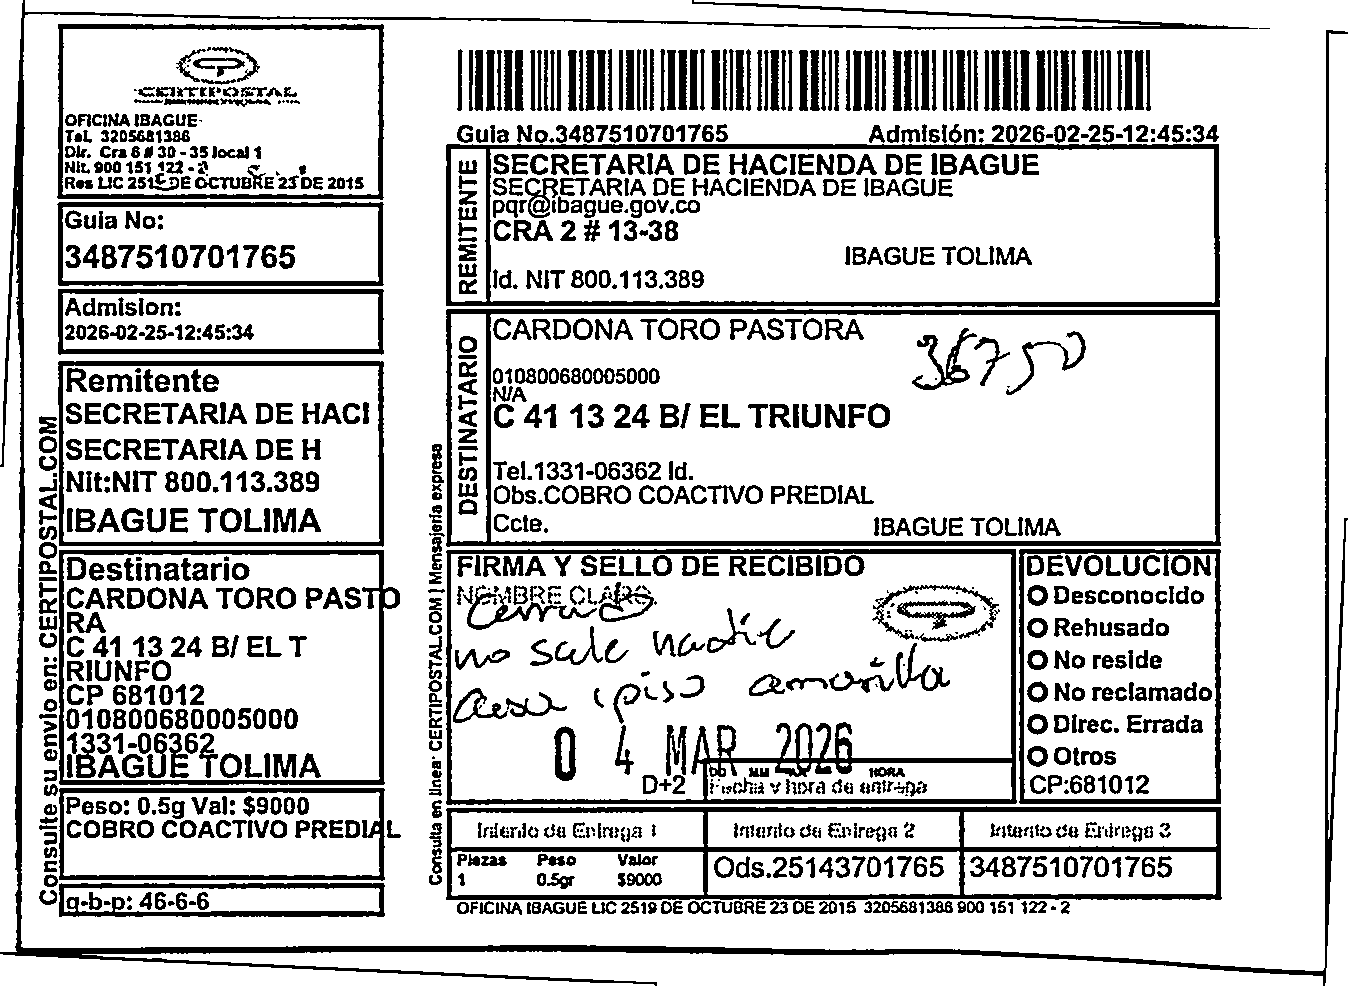 CERTIPOSTAL
OFICINA IBAGUE
Tel. 3205681386
Dir. Cra 6 # 30 - 35 local 1
Nit. 900 151 122 - 2
Res LIC 2519 DE OCTUBRE 23 DE 2015
Guia No:
3487510701765
Admision:
2026-02-25-12:45:34
Remitente
SECRETARIA DE HACI
SECRETARIA DE H
Nit:NIT 800.113.389
IBAGUE TOLIMA
Destinatario
CARDONA TORO PASTO
RA
C 41 13 24 B/ EL T
RIUNFO
CP 681012
010800680005000
1331-06362
IBAGUE TOLIMA
Peso: 0.5g Val: $9000
COBRO COACTIVO PREDIAL
q-b-p: 46-6-6
Consulte su envio en: CERTIPOSTAL.COM
Consulta en linea: CERTIPOSTAL.COM | Mensajería expresa
Guia No.3487510701765 Admisión: 2026-02-25-12:45:34
REMITENTE
SECRETARIA DE HACIENDA DE IBAGUE
SECRETARIA DE HACIENDA DE IBAGUE
pqr@ibague.gov.co
CRA 2 # 13-38
IBAGUE TOLIMA
Id. NIT 800.113.389
DESTINATARIO
CARDONA TORO PASTORA
36750
010800680005000
N/A
C 41 13 24 B/ EL TRIUNFO
Tel.1331-06362 Id.
Obs.COBRO COACTIVO PREDIAL
Ccte.
IBAGUE TOLIMA
FIRMA Y SELLO DE RECIBIDO
NOMBRE CLARO.
Cerrado
no sale nadie
casa 1 piso amarilla
0 4 MAR 2026
D+2
DD MM HORA
Fecha y hora de entrega
DEVOLUCION
Desconocido
Rehusado
No reside
No reclamado
Direc. Errada
Otros
CP:681012
Intento de Entrega 1 Intento de Entrega 2 Intento de Entrega 3
Piezas Peso Valor
1 0.5gr $9000
Ods.25143701765 3487510701765
OFICINA IBAGUE LIC 2519 DE OCTUBRE 23 DE 2015 3205681386 900 151 122 - 2